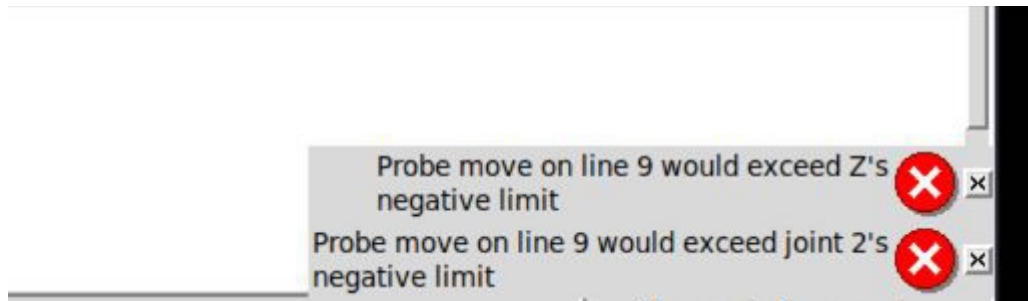 Probe move on line 9 would exceed Z's
negative limit
Probe move on line 9 would exceed joint 2's
negative limit